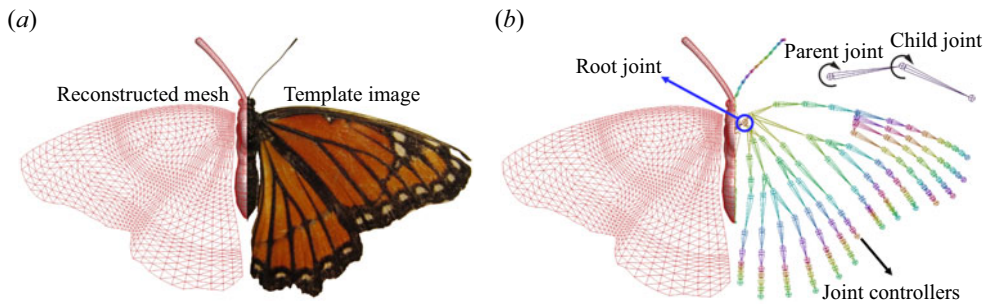 (a)
Reconstructed mesh
Template image
(b)
Root joint
Parent joint
Child joint
Joint controllers